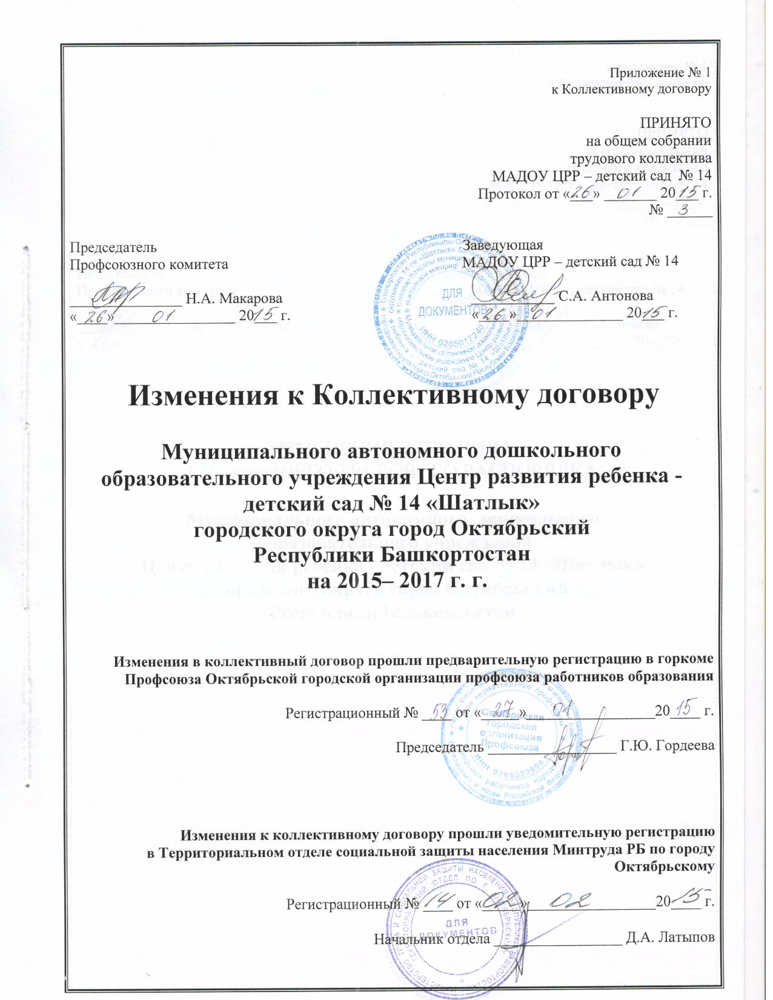 Приложение № 1
к Коллективному договору
ПРИНЯТО
на общем собрании
трудового коллектива
МАДОУ ЦРР – детский сад № 14
Протокол от «26» 01 2015 г.
№ 3
Председатель
Профсоюзного комитета
Н.А. Макарова
«26» 01 2015 г.
Заведующая
МАДОУ ЦРР – детский сад № 14
С.А. Антонова
«26» 01 2015 г.
ДЛЯ
ДОКУМЕНТОВ
ИНН 0265017240
Изменения к Коллективному договору
Муниципального автономного дошкольного
образовательного учреждения Центр развития ребенка -
детский сад № 14 «Шатлык»
городского округа город Октябрьский
Республики Башкортостан
на 2015– 2017 г. г.
Изменения в коллективный договор прошли предварительную регистрацию в горкоме
Профсоюза Октябрьской городской организации профсоюза работников образования
Регистрационный № 53 от «27» 01 2015 г.
Председатель Г.Ю. Гордеева
Октябрьская
городская
организация
Профсоюза
ИНН 0265023998
Изменения к коллективному договору прошли уведомительную регистрацию
в Территориальном отделе социальной защиты населения Минтруда РБ по городу
Октябрьскому
Регистрационный № 14 от «02» 02 2015 г.
Начальник отдела Д.А. Латыпов
ДЛЯ
ДОКУМЕНТОВ